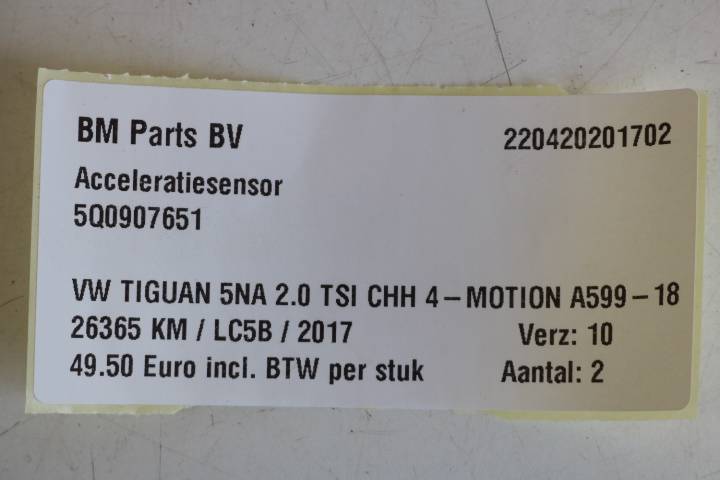 BM Parts BV 220420201702
Acceleratiesensor
5Q0907651
VW TIGUAN 5NA 2.0 TSI CHH 4-MOTION A599-18
26365 KM / LC5B / 2017 Verz: 10
49.50 Euro incl. BTW per stuk Aantal: 2